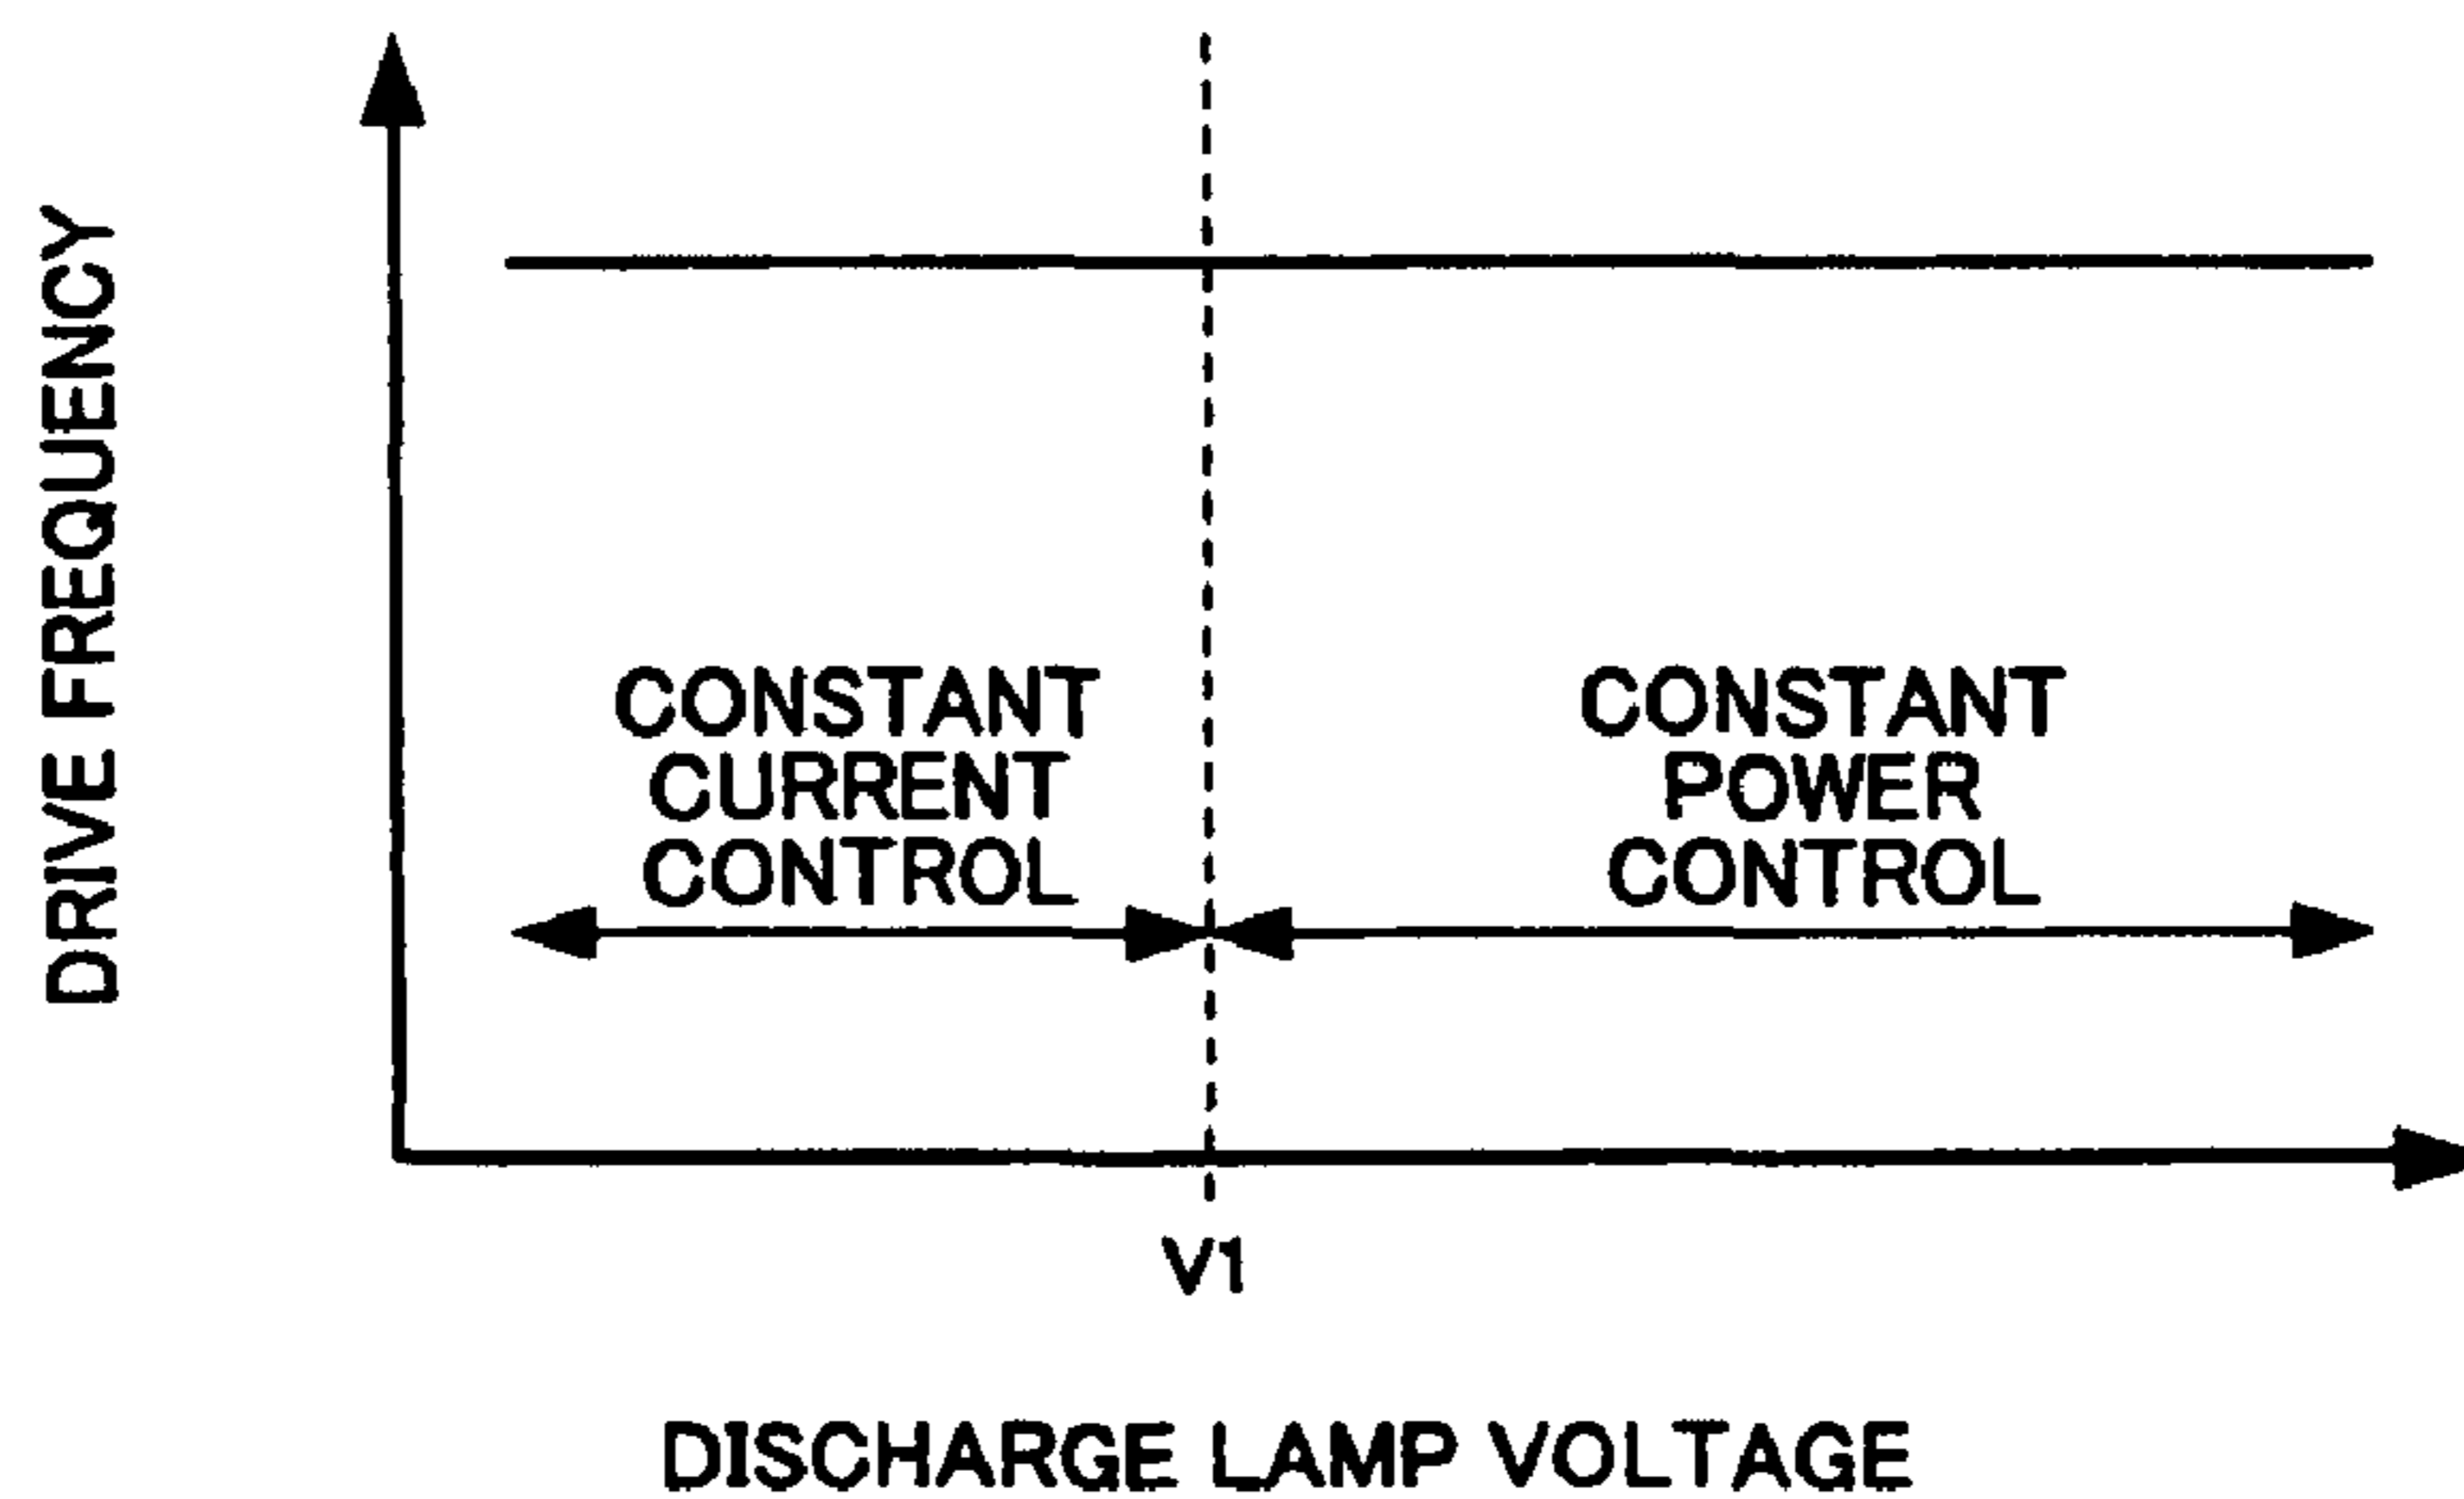 DRIVE FREQUENCY
CONSTANT
CURRENT
CONTROL
CONSTANT
POWER
CONTROL
V1
DISCHARGE LAMP VOLTAGE